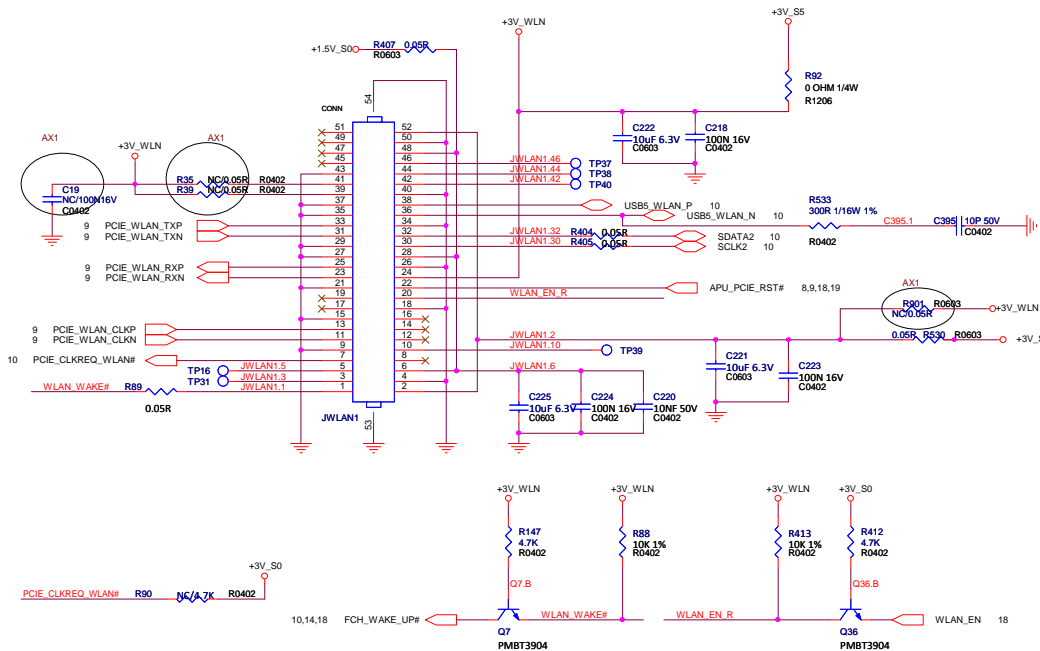 +3V_WLN
+3V_S5
+1.5V_S0
R407 0.05R
R0603
R92
0 OHM 1/4W
R1206
CONN
54
C222
10uF 6.3V
C0603
C218
100N 16V
C0402
AX1
AX1
+3V_WLN
C19
NC/100N16V
C0402
R35 NC/0.05R R0402
R39 NC/0.05R R0402
51 52
49 50
47 48
45 46
43 44
41 42
39 40
37 38
35 36
33 34
31 32
29 30
27 28
25 26
23 24
21 22
19 20
17 18
15 16
13 14
11 12
9 10
7 8
5 6
3 4
1 2
JWLAN1.46 TP37
JWLAN1.44 TP38
JWLAN1.42 TP40
USB5_WLAN_P 10
USB5_WLAN_N 10
R533
300R 1/16W 1%
R0402
C395.1
C395 10P 50V
C0402
9 PCIE_WLAN_TXP
9 PCIE_WLAN_TXN
JWLAN1.32 R404 0.05R SDATA2 10
JWLAN1.30 R405 0.05R SCLK2 10
9 PCIE_WLAN_RXP
9 PCIE_WLAN_RXN
WLAN_EN_R
APU_PCIE_RST# 8,9,18,19
AX1
R901 R0603
NC/0.05R
+3V_WLN
9 PCIE_WLAN_CLKP
9 PCIE_WLAN_CLKN
JWLAN1.2
0.05R R530 R0603
+3V_S
JWLAN1.10 TP39
10 PCIE_CLKREQ_WLAN#
TP16 JWLAN1.5
TP31 JWLAN1.3
JWLAN1.1
JWLAN1.6
WLAN_WAKE# R89
0.05R
C221
10uF 6.3V
C0603
C223
100N 16V
C0402
C225
10uF 6.3V
C0603
C224
100N 16V
C0402
C220
10NF 50V
C0402
JWLAN1
53
+3V_WLN
+3V_WLN
+3V_WLN
+3V_S0
R147
4.7K
R0402
R88
10K 1%
R0402
R413
10K 1%
R0402
R412
4.7K
R0402
+3V_S0
Q7.B
Q36.B
PCIE_CLKREQ_WLAN# R90 NC/4.7K R0402
10,14,18 FCH_WAKE_UP#
WLAN_WAKE#
WLAN_EN_R
WLAN_EN 18
Q7
PMBT3904
Q36
PMBT3904